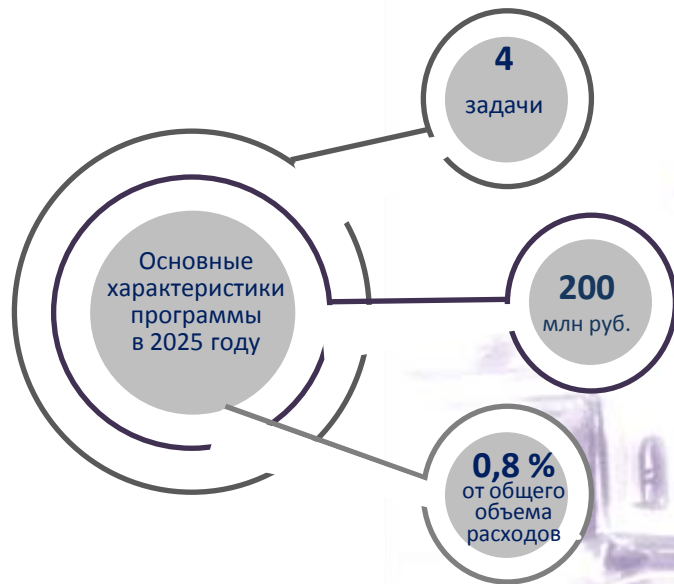 4
задачи
Основные
характеристики
программы
в 2025 году
200
млн руб.
0,8 %
от общего
объема
расходов